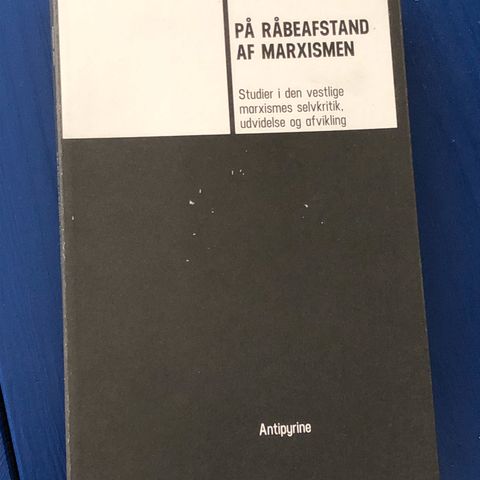 PÅ RÅBEAFSTAND
AF MARXISMEN
Studier i den vestlige
marxismes selvkritik,
udvidelse og afvikling
Antipyrine